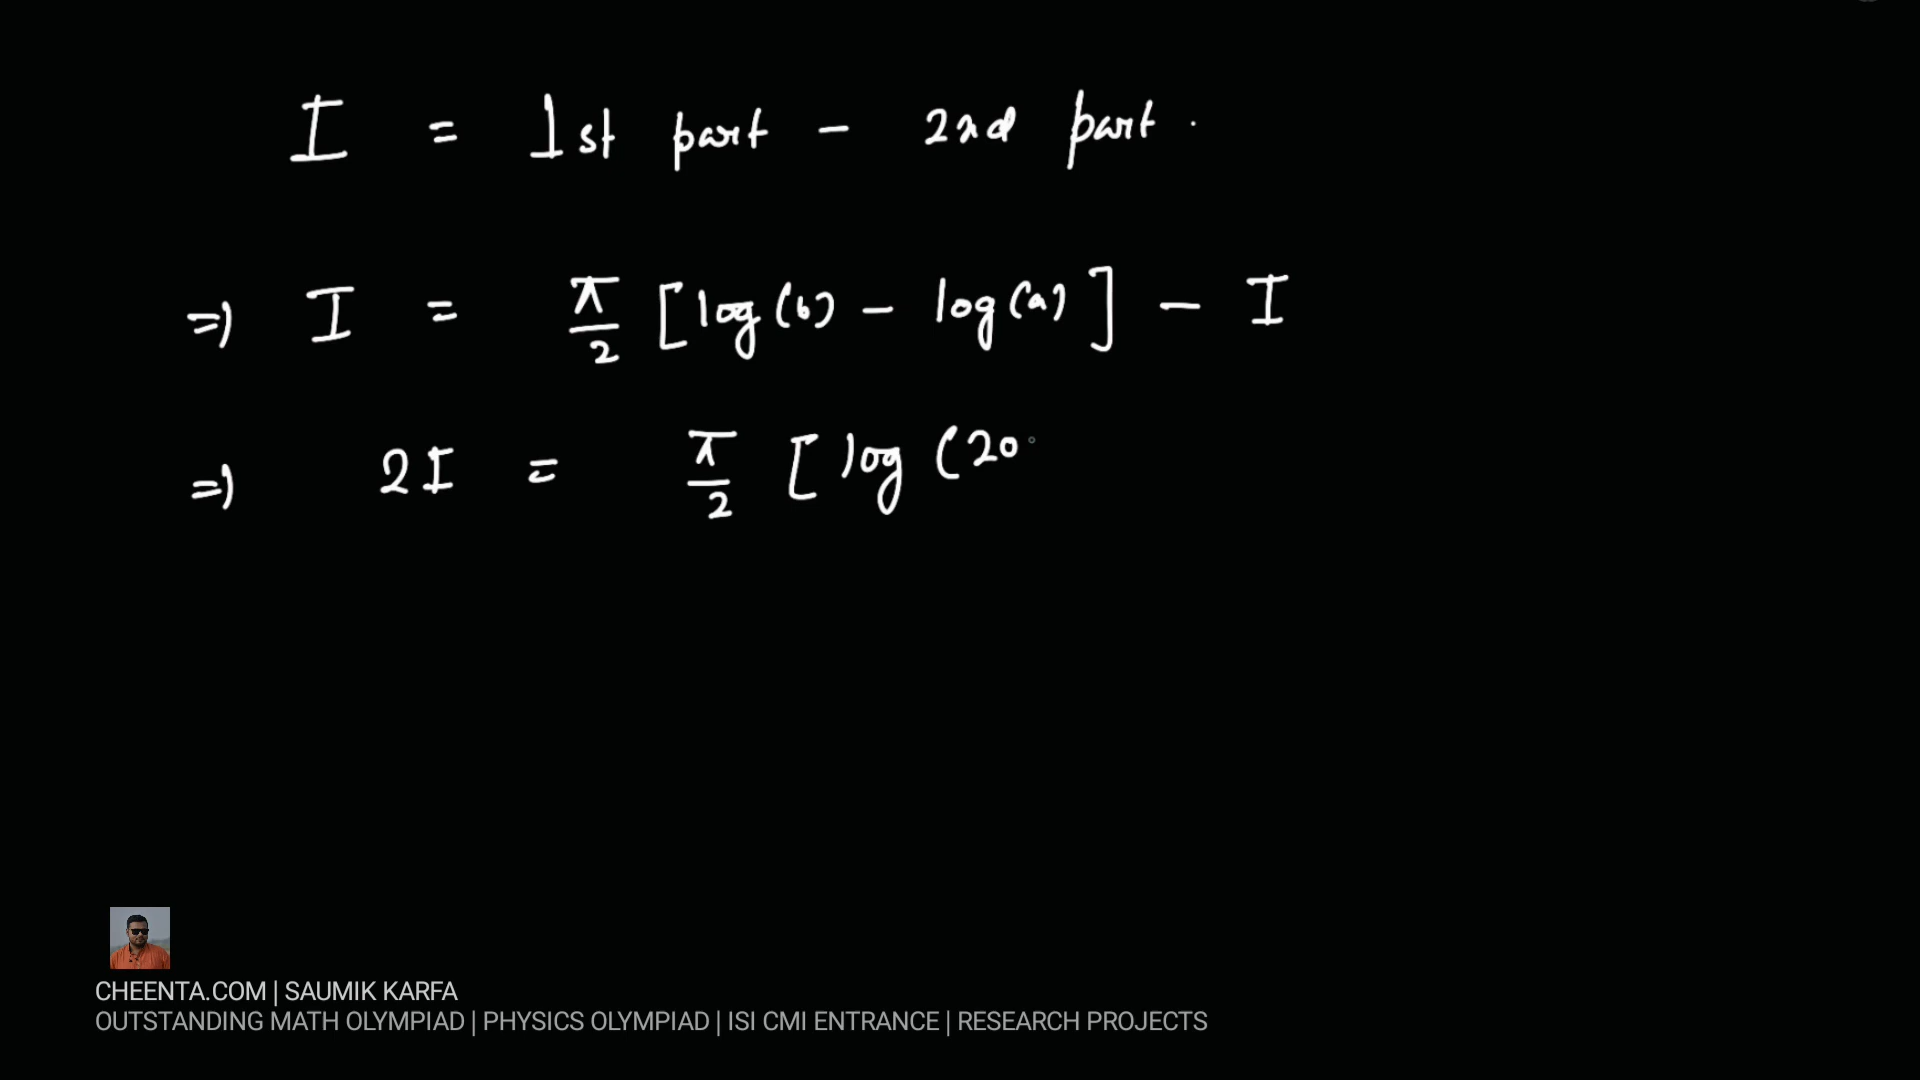 I = 1st part - 2nd part.
=> I = π/2 [log(b) - log(a)] - I
=> 2I = π/2 [log (20
CHEENTA.COM | SAUMIK KARFA
OUTSTANDING MATH OLYMPIAD | PHYSICS OLYMPIAD | ISI CMI ENTRANCE | RESEARCH PROJECTS